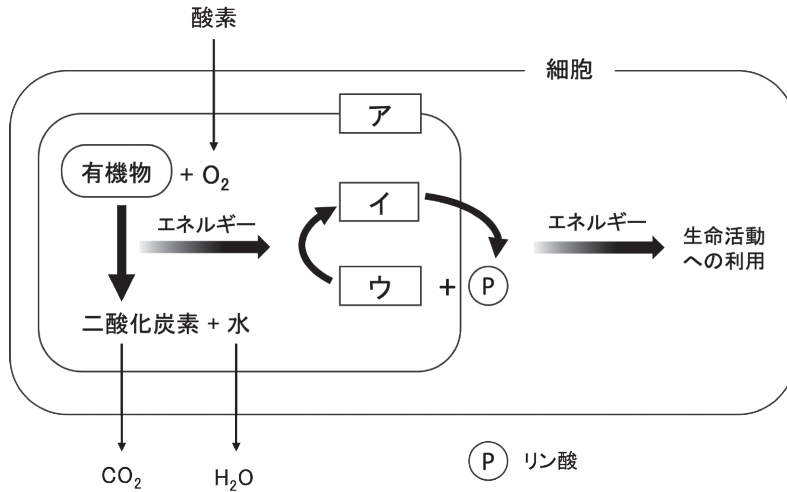 酸素
細胞
ア
有機物 + O2
イ
エネルギー
エネルギー
生命活動
への利用
ウ + P
二酸化炭素 + 水
CO2
H2O
P リン酸